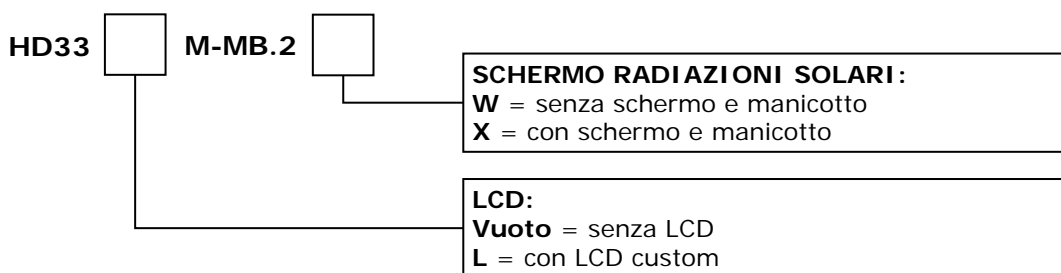 HD33 M-MB.2
SCHERMO RADIAZIONI SOLARI:
W = senza schermo e manicotto
X = con schermo e manicotto
LCD:
Vuoto = senza LCD
L = con LCD custom